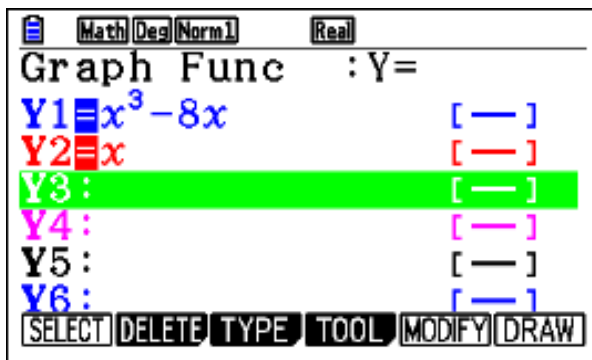 Math Deg Norm1 Real
Graph Func :Y=
Y1=x³-8x [—]
Y2=x [—]
Y3: [—]
Y4: [—]
Y5: [—]
Y6: [—]
SELECT DELETE TYPE TOOL MODIFY DRAW